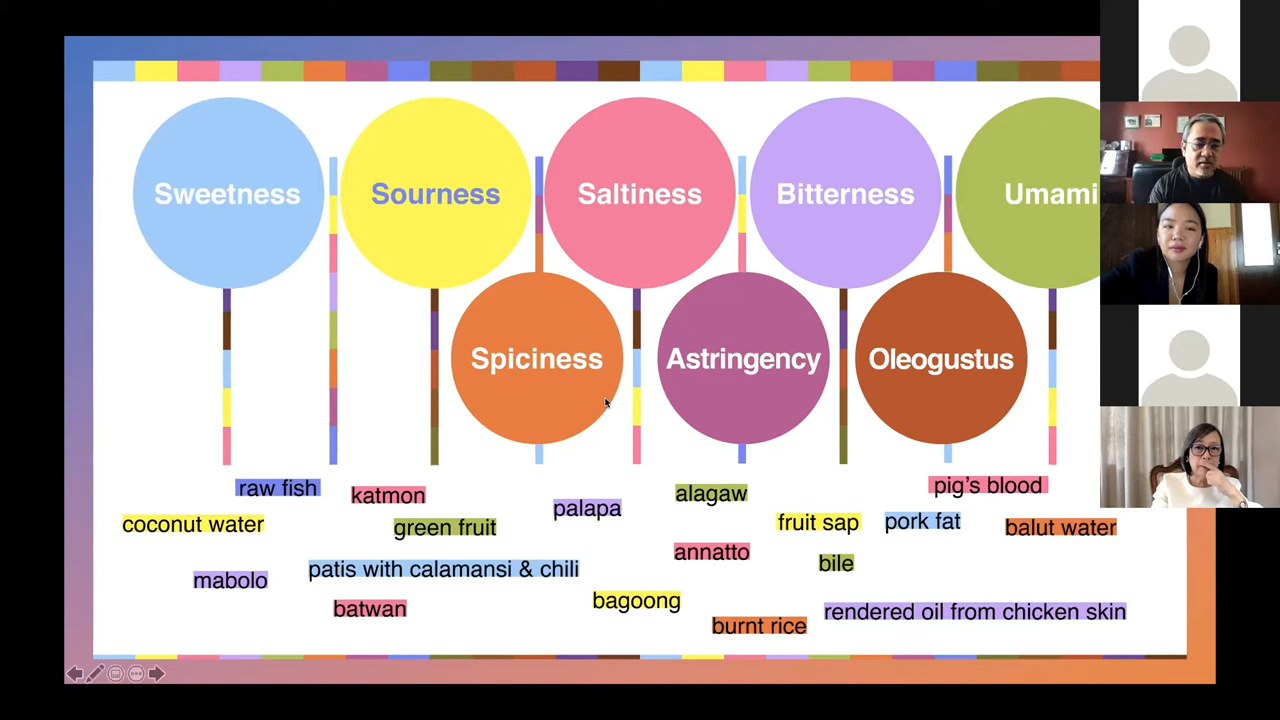 Sweetness
Sourness
Saltiness
Bitterness
Umami
Spiciness
Astringency
Oleogustus
raw fish
katmon
palapa
alagaw
pig's blood
coconut water
green fruit
fruit sap
pork fat
balut water
annatto
mabolo
patis with calamansi & chili
bile
batwan
bagoong
burnt rice
rendered oil from chicken skin